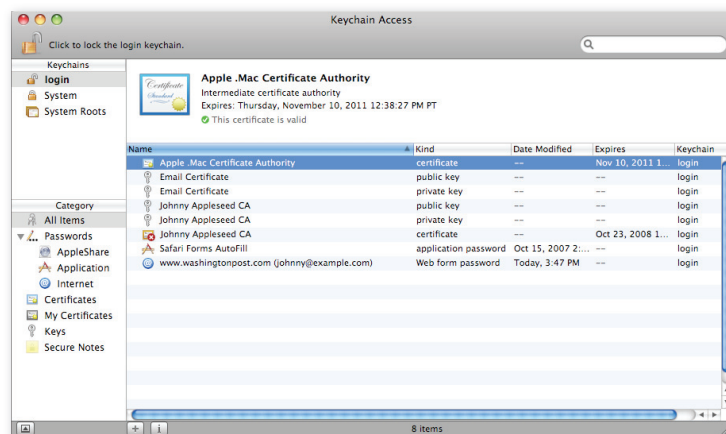 Keychain Access
Click to lock the login keychain.
Keychains
login
System
System Roots
Certificate
Standard
Apple .Mac Certificate Authority
Intermediate certificate authority
Expires: Thursday, November 10, 2011 12:38:27 PM PT
This certificate is valid
Name Kind Date Modified Expires Keychain
Apple .Mac Certificate Authority certificate -- Nov 10, 2011 1... login
Email Certificate public key -- -- login
Email Certificate private key -- -- login
Johnny Appleseed CA public key -- -- login
Johnny Appleseed CA private key -- -- login
Johnny Appleseed CA certificate -- Oct 23, 2008 1... login
Safari Forms AutoFill application password Oct 15, 2007 2:... -- login
www.washingtonpost.com (johnny@example.com) Web form password Today, 3:47 PM -- login
Category
All Items
Passwords
AppleShare
Application
Internet
Certificates
My Certificates
Keys
Secure Notes
8 items